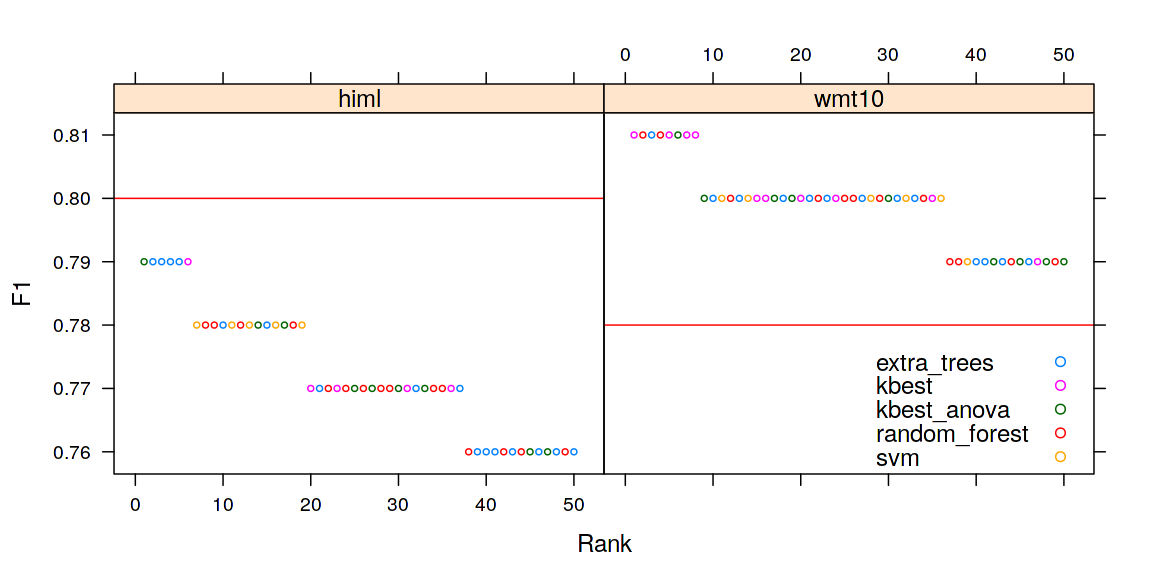 0 10 20 30 40 50
himl wmt10
0.81
0.80
0.79
0.78
0.77
0.76
F1
extra_trees
kbest
kbest_anova
random_forest
svm
0 10 20 30 40 50
Rank